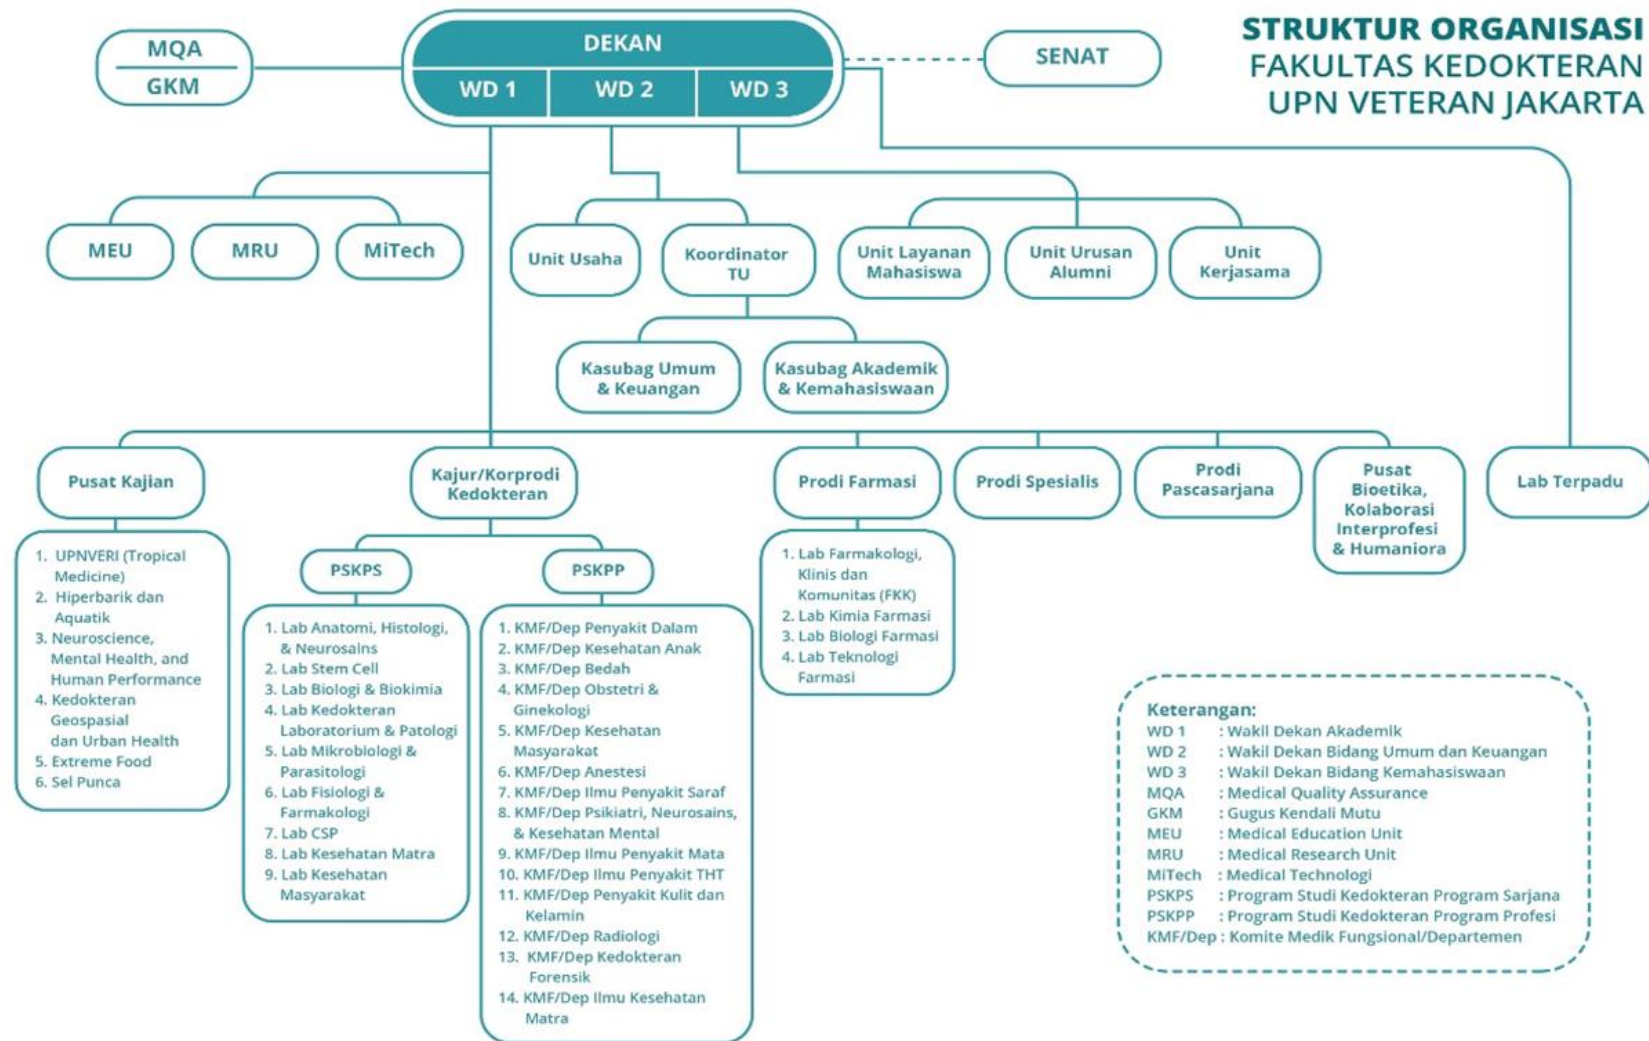 STRUKTUR ORGANISASI
FAKULTAS KEDOKTERAN
UPN VETERAN JAKARTA
MQA
GKM
DEKAN
WD 1
WD 2
WD 3
SENAT
MEU
MRU
MiTech
Unit Usaha
Koordinator
TU
Unit Layanan
Mahasiswa
Unit Urusan
Alumni
Unit
Kerjasama
Kasubag Umum
& Keuangan
Kasubag Akademik
& Kemahasiswaan
Pusat Kajian
Kajur/Korprodi
Kedokteran
Prodi Farmasi
Prodi Spesialis
Prodi
Pascasarjana
Pusat
Bioetika,
Kolaborasi
Interprofesi
& Humaniora
Lab Terpadu
1. UPNVERI (Tropical
Medicine)
2. Hiperbarik dan
Aquatik
3. Neuroscience,
Mental Health, and
Human Performance
4. Kedokteran
Geospasial
dan Urban Health
5. Extreme Food
6. Sel Punca
PSKPS
1. Lab Anatomi, Histologi,
& Neurosains
2. Lab Stem Cell
3. Lab Biologi & Biokimia
4. Lab Kedokteran
Laboratorium & Patologi
5. Lab Mikrobiologi &
Parasitologi
6. Lab Fisiologi &
Farmakologi
7. Lab CSP
8. Lab Kesehatan Matra
9. Lab Kesehatan
Masyarakat
PSKPP
1. KMF/Dep Penyakit Dalam
2. KMF/Dep Kesehatan Anak
3. KMF/Dep Bedah
4. KMF/Dep Obstetri &
Ginekologi
5. KMF/Dep Kesehatan
Masyarakat
6. KMF/Dep Anestesi
7. KMF/Dep Ilmu Penyakit Saraf
8. KMF/Dep Psikiatri, Neurosains,
& Kesehatan Mental
9. KMF/Dep Ilmu Penyakit Mata
10. KMF/Dep Ilmu Penyakit THT
11. KMF/Dep Penyakit Kulit dan
Kelamin
12. KMF/Dep Radiologi
13. KMF/Dep Kedokteran
Forensik
14. KMF/Dep Ilmu Kesehatan
Matra
1. Lab Farmakologi,
Klinis dan
Komunitas (FKK)
2. Lab Kimia Farmasi
3. Lab Biologi Farmasi
4. Lab Teknologi
Farmasi
Keterangan:
WD 1 : Wakil Dekan Akademik
WD 2 : Wakil Dekan Bidang Umum dan Keuangan
WD 3 : Wakil Dekan Bidang Kemahasiswaan
MQA : Medical Quality Assurance
GKM : Gugus Kendali Mutu
MEU : Medical Education Unit
MRU : Medical Research Unit
MiTech : Medical Technologi
PSKPS : Program Studi Kedokteran Program Sarjana
PSKPP : Program Studi Kedokteran Program Profesi
KMF/Dep : Komite Medik Fungsional/Departemen